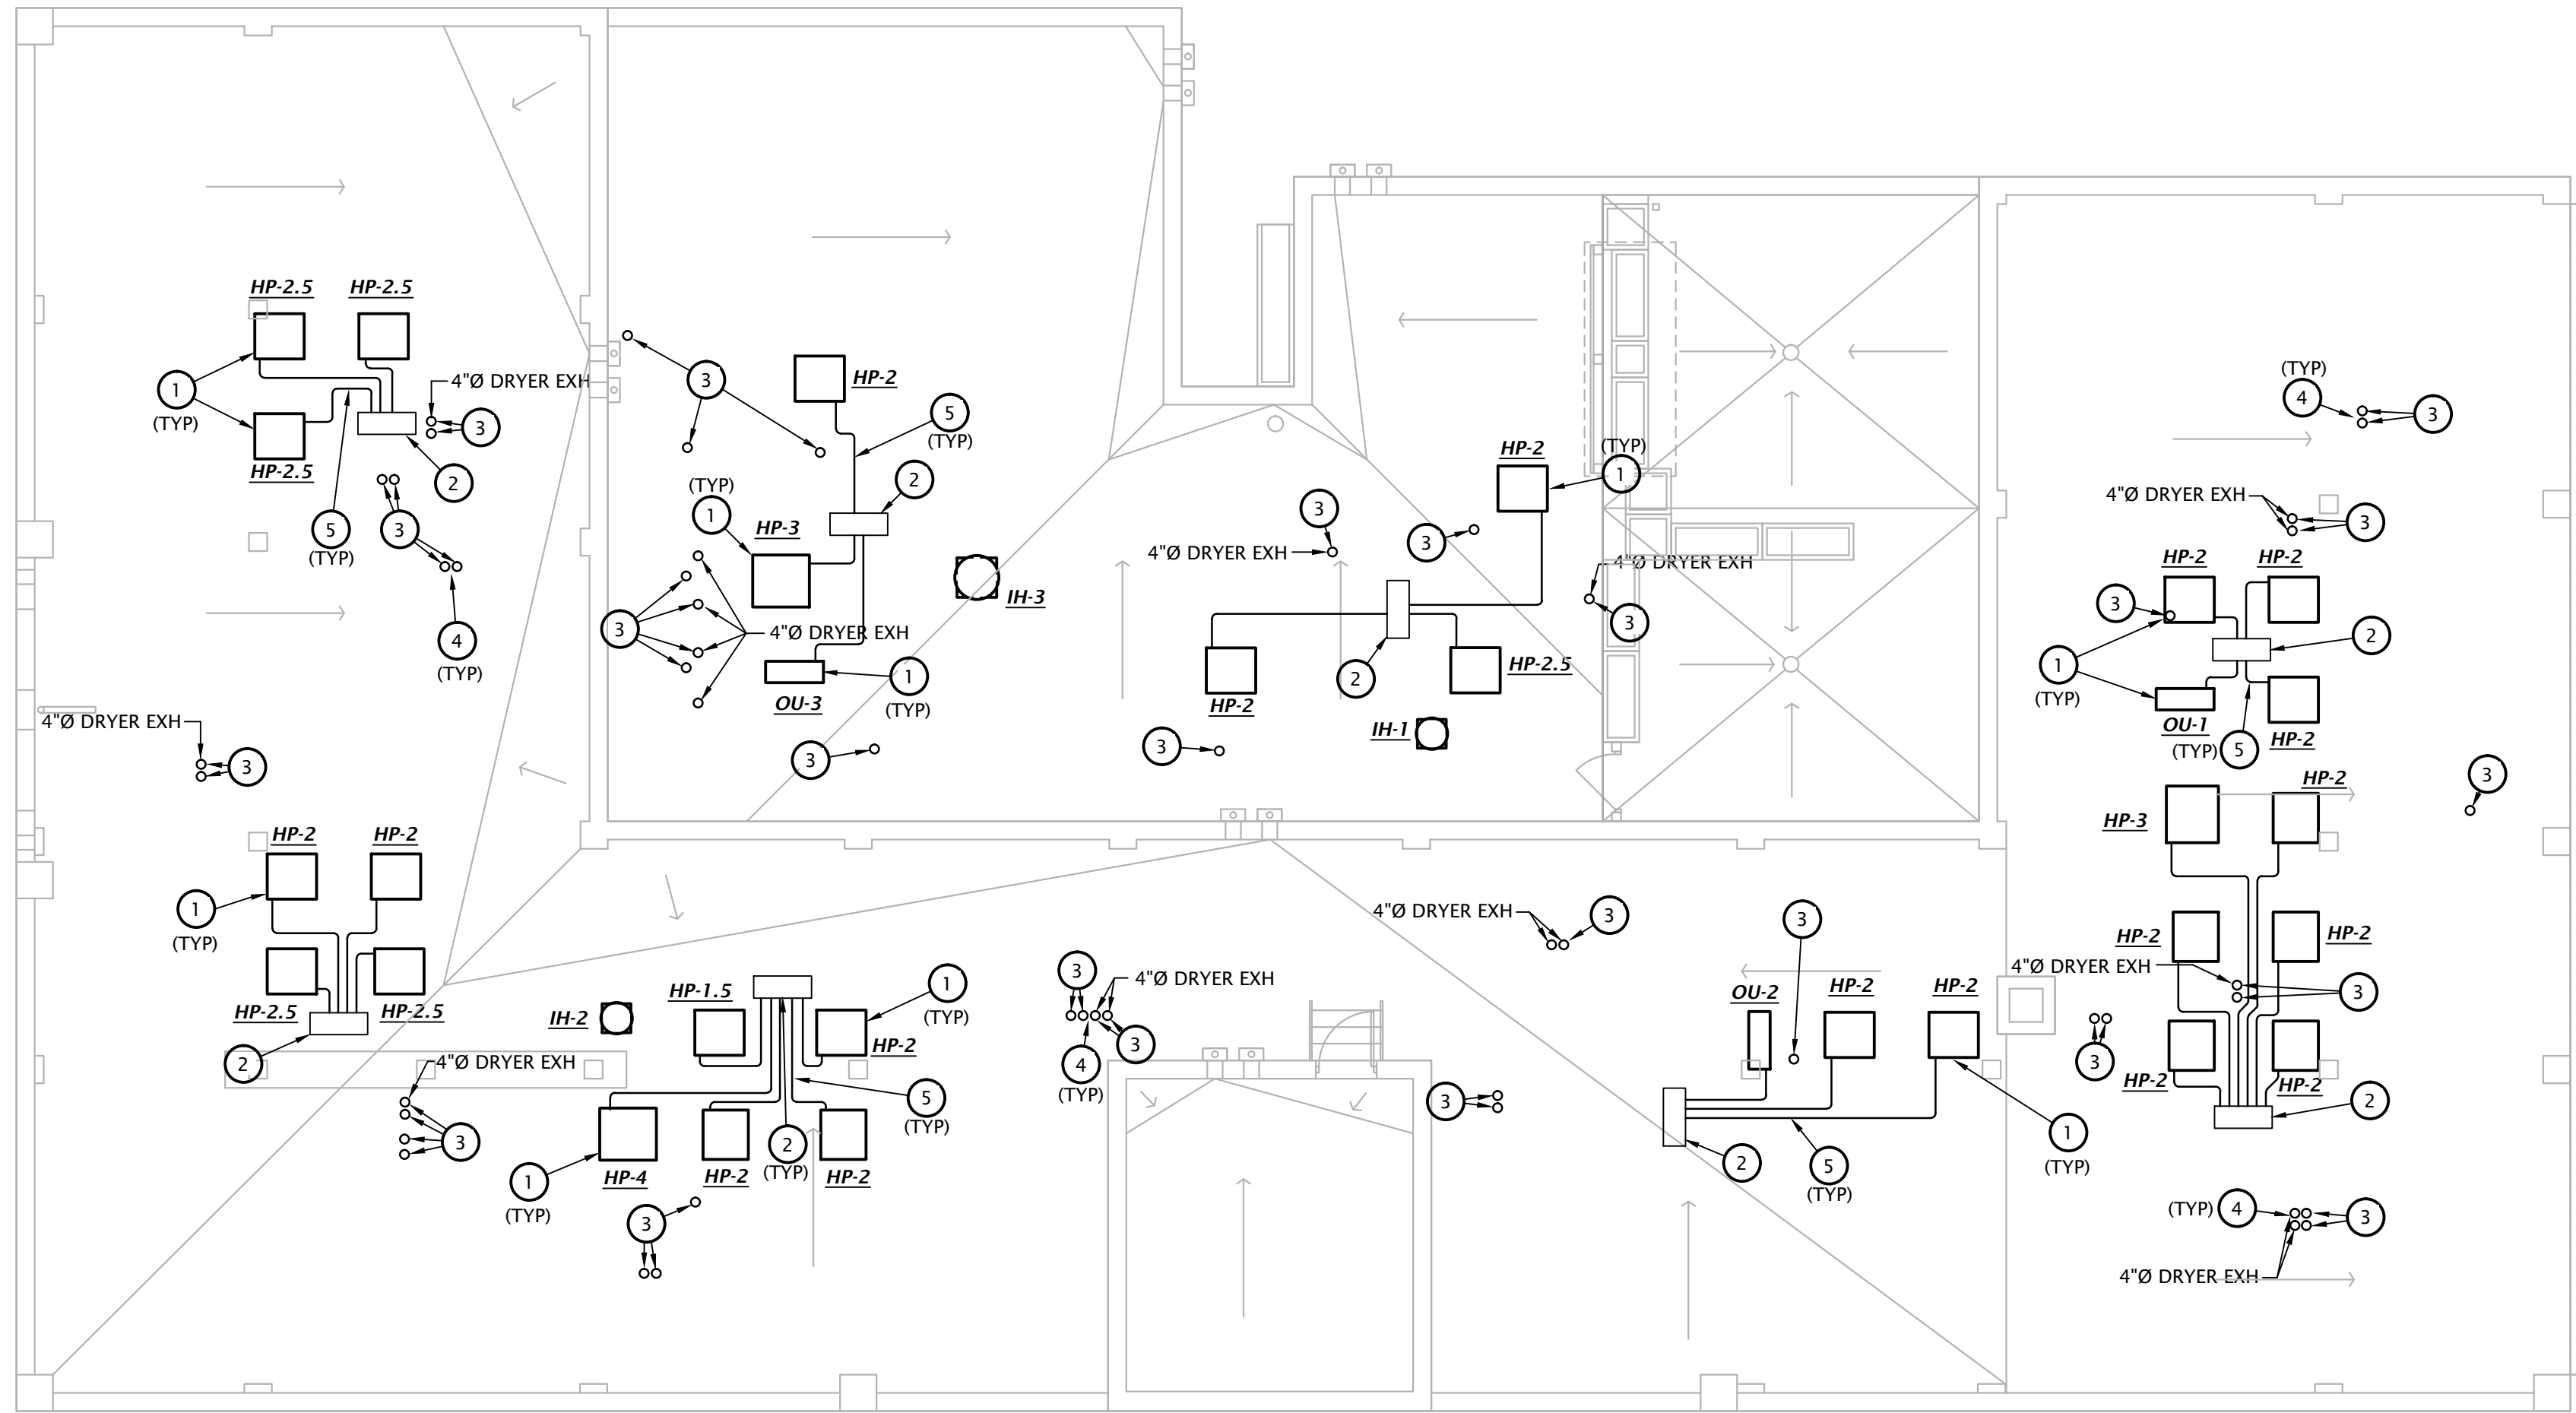 HP-2.5
HP-2.5
1
(TYP)
4"Ø DRYER EXH
3
HP-2.5
2
5
(TYP)
3
4
(TYP)
4"Ø DRYER EXH
3
HP-2
HP-2
1
(TYP)
HP-2.5
HP-2.5
2
4"Ø DRYER EXH
3
3
HP-2
5
(TYP)
2
(TYP)
1
HP-3
IH-3
3
4"Ø DRYER EXH
1
(TYP)
OU-3
3
HP-2
(TYP)
1
3
3
4"Ø DRYER EXH
4"Ø DRYER EXH
3
2
HP-2.5
HP-2
IH-1
3
(TYP)
4
3
4"Ø DRYER EXH
3
HP-2
HP-2
3
2
1
(TYP)
OU-1
(TYP)
5
HP-2
HP-2
3
HP-3
HP-2
HP-2
4"Ø DRYER EXH
3
3
HP-2
HP-2
2
(TYP)
4
3
4"Ø DRYER EXH
IH-2
HP-1.5
1
(TYP)
HP-2
5
(TYP)
1
(TYP)
HP-4
HP-2
2
(TYP)
HP-2
3
3
4"Ø DRYER EXH
3
4
(TYP)
4"Ø DRYER EXH
3
3
OU-2
HP-2
HP-2
3
1
(TYP)
2
5
(TYP)